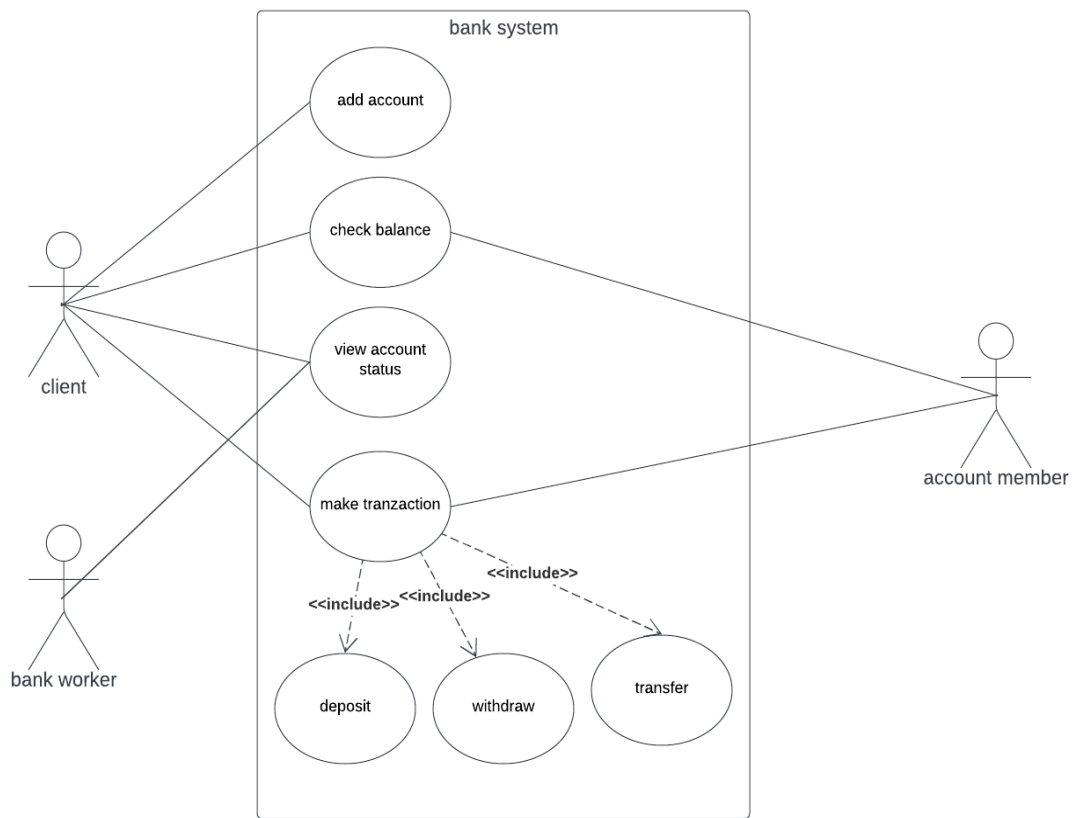 bank system
add account
check balance
view account
status
client
make tranzaction
account member
<<include>>
<<include>>
<<include>>
bank worker
deposit
withdraw
transfer